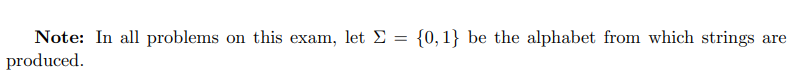 Note: In all problems on this exam, let Σ = {0, 1} be the alphabet from which strings are
produced.